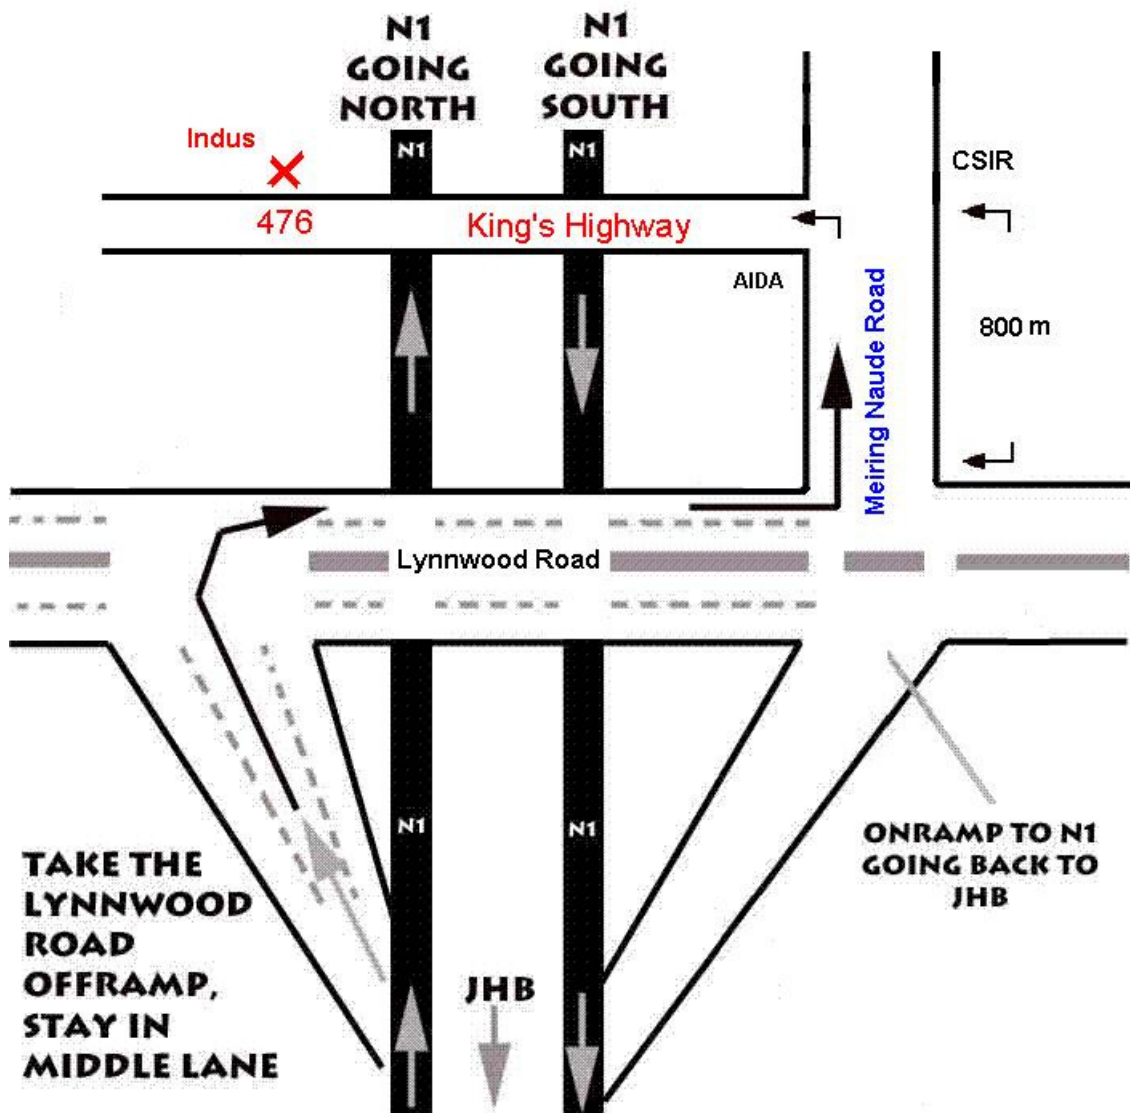 N1
GOING
NORTH
N1
GOING
SOUTH
Indus
N1
N1
CSIR
476
King's Highway
AIDA
Meiring Naude Road
800 m
Lynnwood Road
N1
N1
TAKE THE
LYNNWOOD
ROAD
OFFRAMP,
STAY IN
MIDDLE LANE
JHB
ONRAMP TO N1
GOING BACK TO
JHB